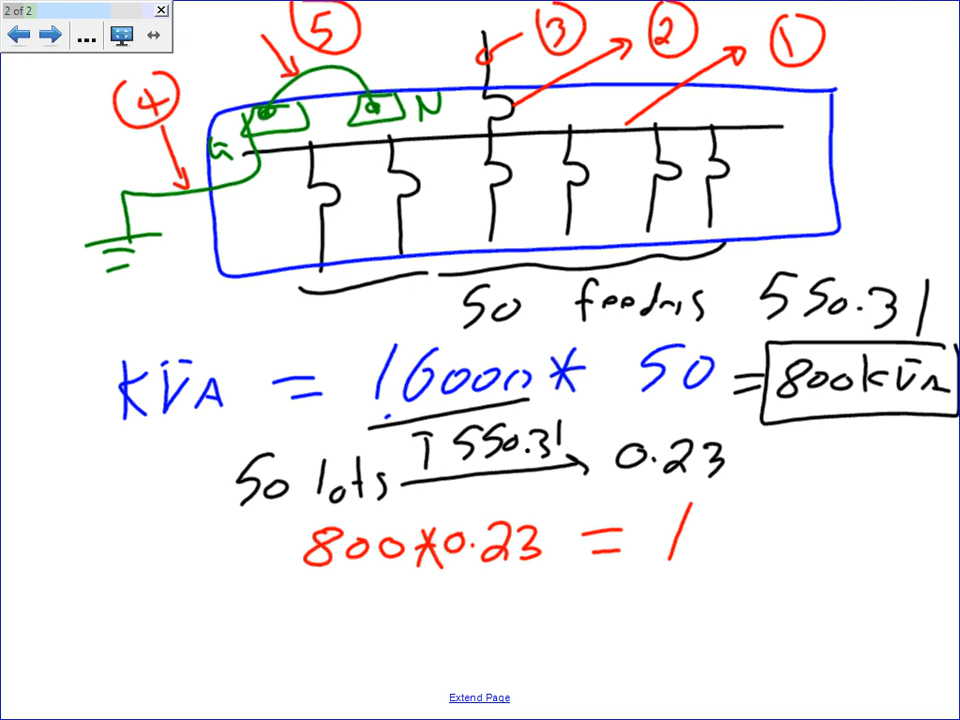 2 of 2
5
3
2
1
4
N
G
50 feeders 550.31
KVA = 16000 * 50 = 800kVA
T 550.31
50 lots 0.23
800*0.23 = 1
Extend Page